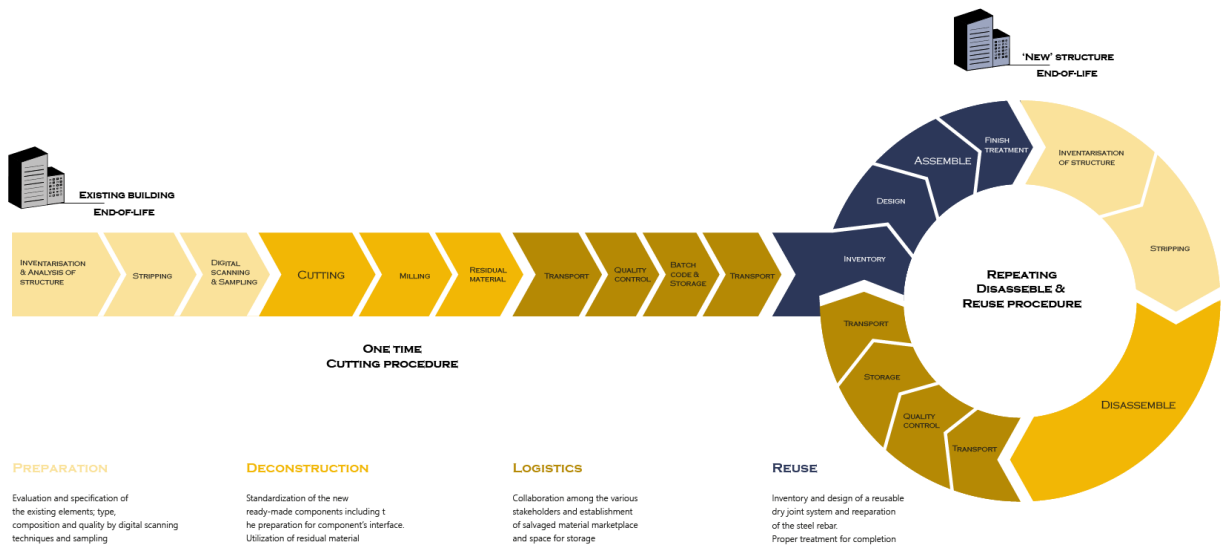 'New' structure
End-of-life
Existing building
End-of-life
Inventarisation
& Analysis of
structure
Stripping
Digital
scanning
& Sampling
Cutting
Milling
Residual
material
Transport
Quality
control
Batch
code &
Storage
Transport
Inventory
Design
Assemble
Finish
treatment
Inventarisation
of structure
Stripping
Disassemble
Transport
Quality
control
Storage
Transport
Repeating
Disasseble &
Reuse procedure
One time
Cutting procedure
Preparation
Evaluation and specification of
the existing elements; type,
composition and quality by digital scanning
techniques and sampling
Deconstruction
Standardization of the new
ready-made components including t
he preparation for component's interface.
Utilization of residual material
Logistics
Collaboration among the various
stakeholders and establishment
of salvaged material marketplace
and space for storage
Reuse
Inventory and design of a reusable
dry joint system and reeparation
of the steel rebar.
Proper treatment for completion